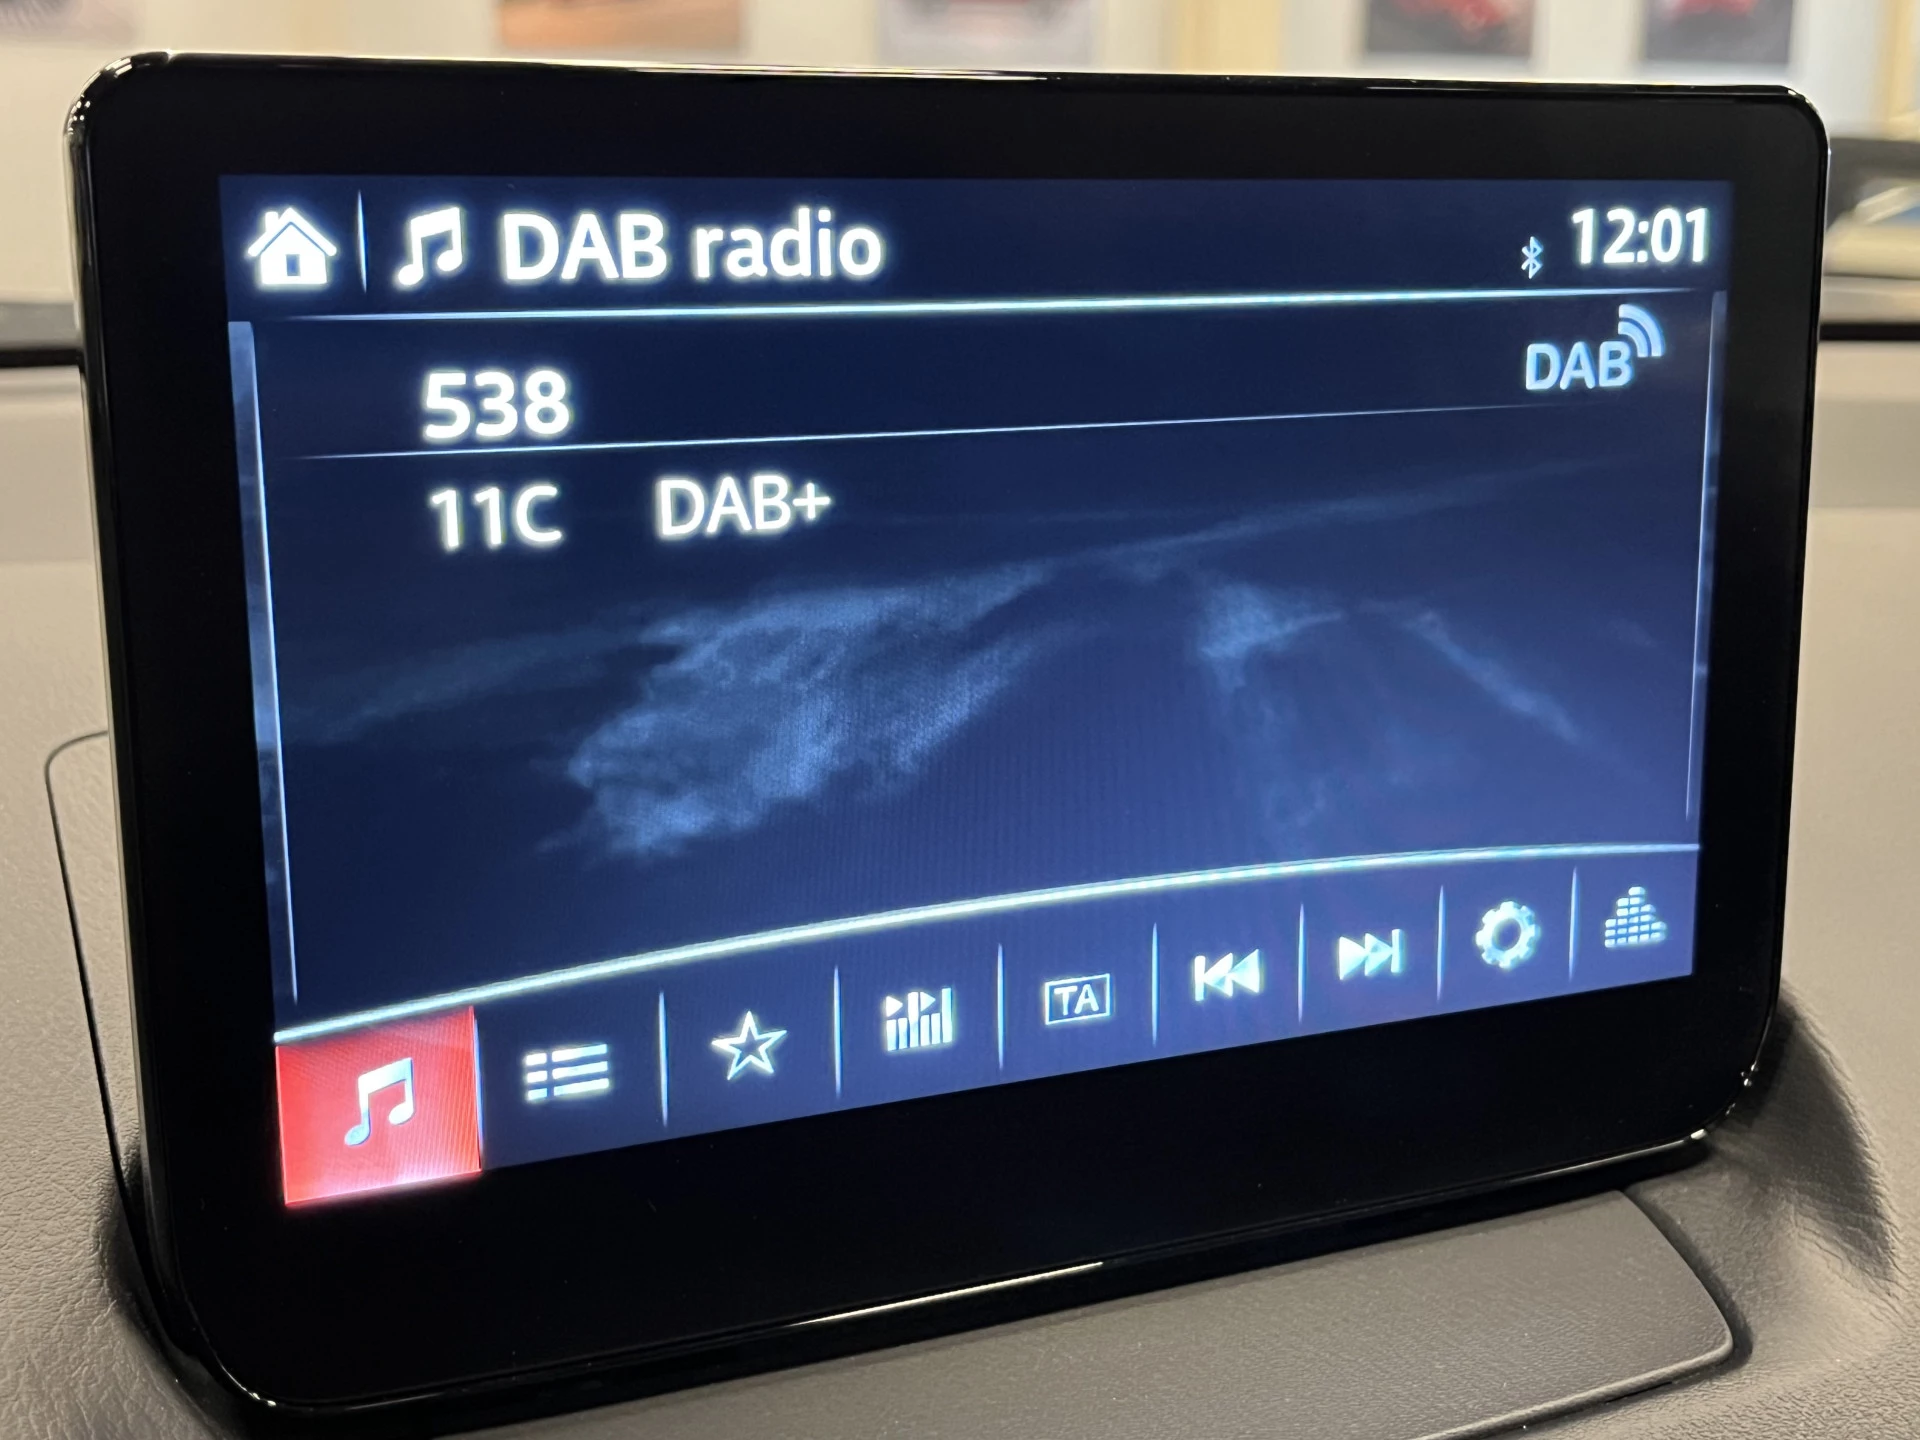 DAB radio
12:01
DAB
538
11C DAB+
TA